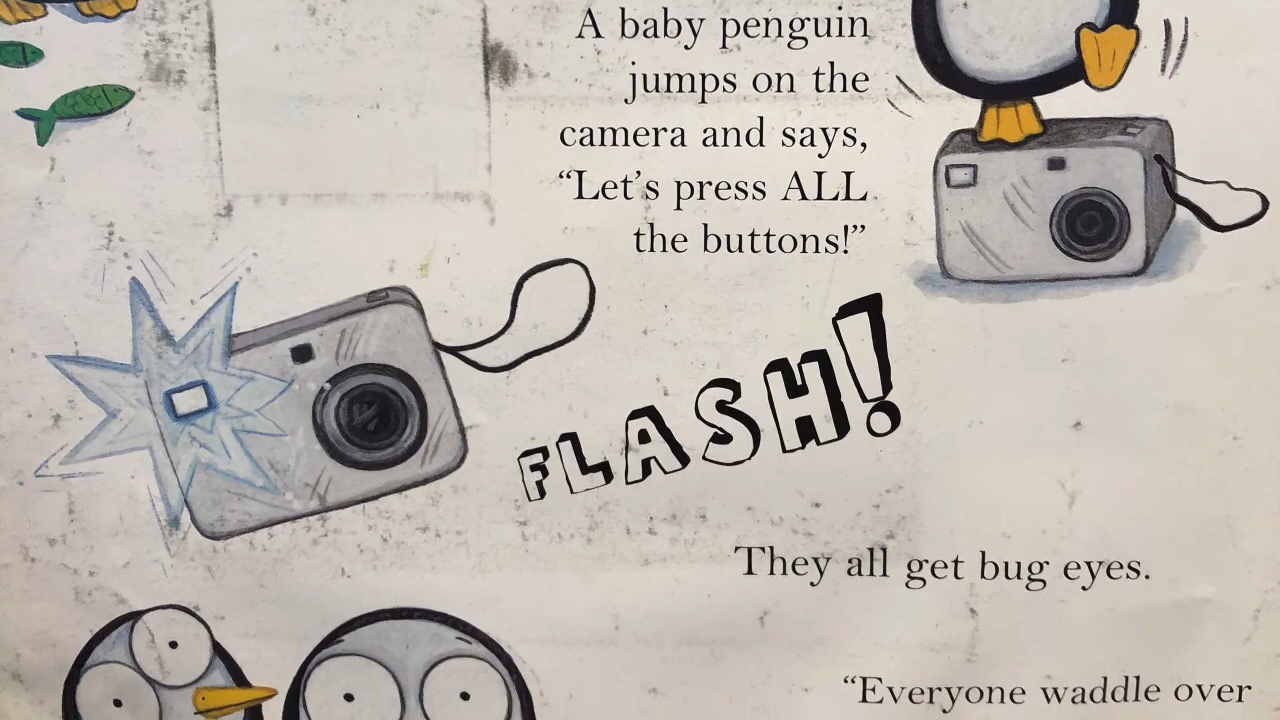 A baby penguin
jumps on the
camera and says,
“Let’s press ALL
the buttons!”
FLASH!
They all get bug eyes.
“Everyone waddle over